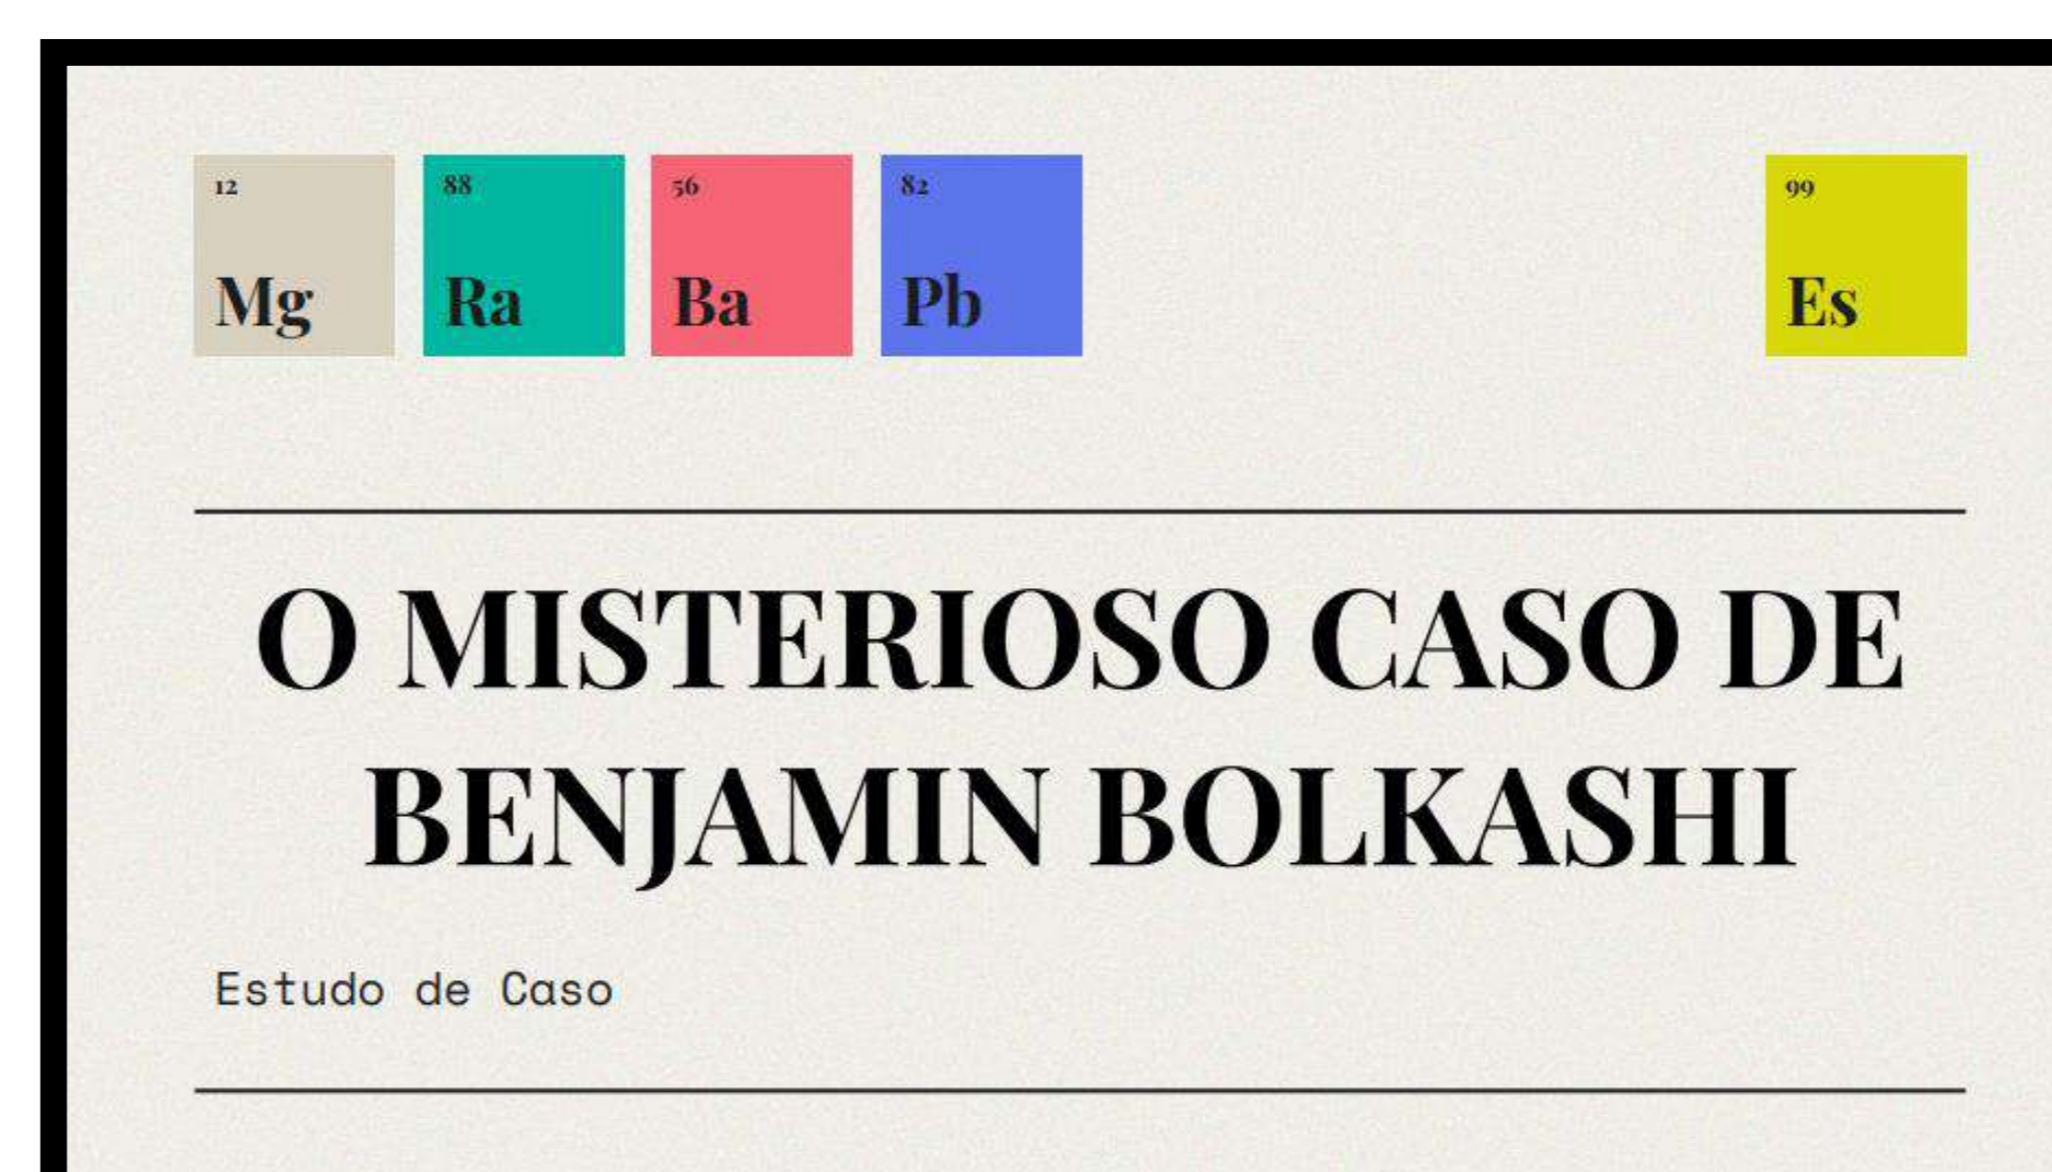 12 88 56 82 99
Mg Ra Ba Pb Es
O MISTERIOSO CASO DE
BENJAMIN BOLKASHI
Estudo de Caso